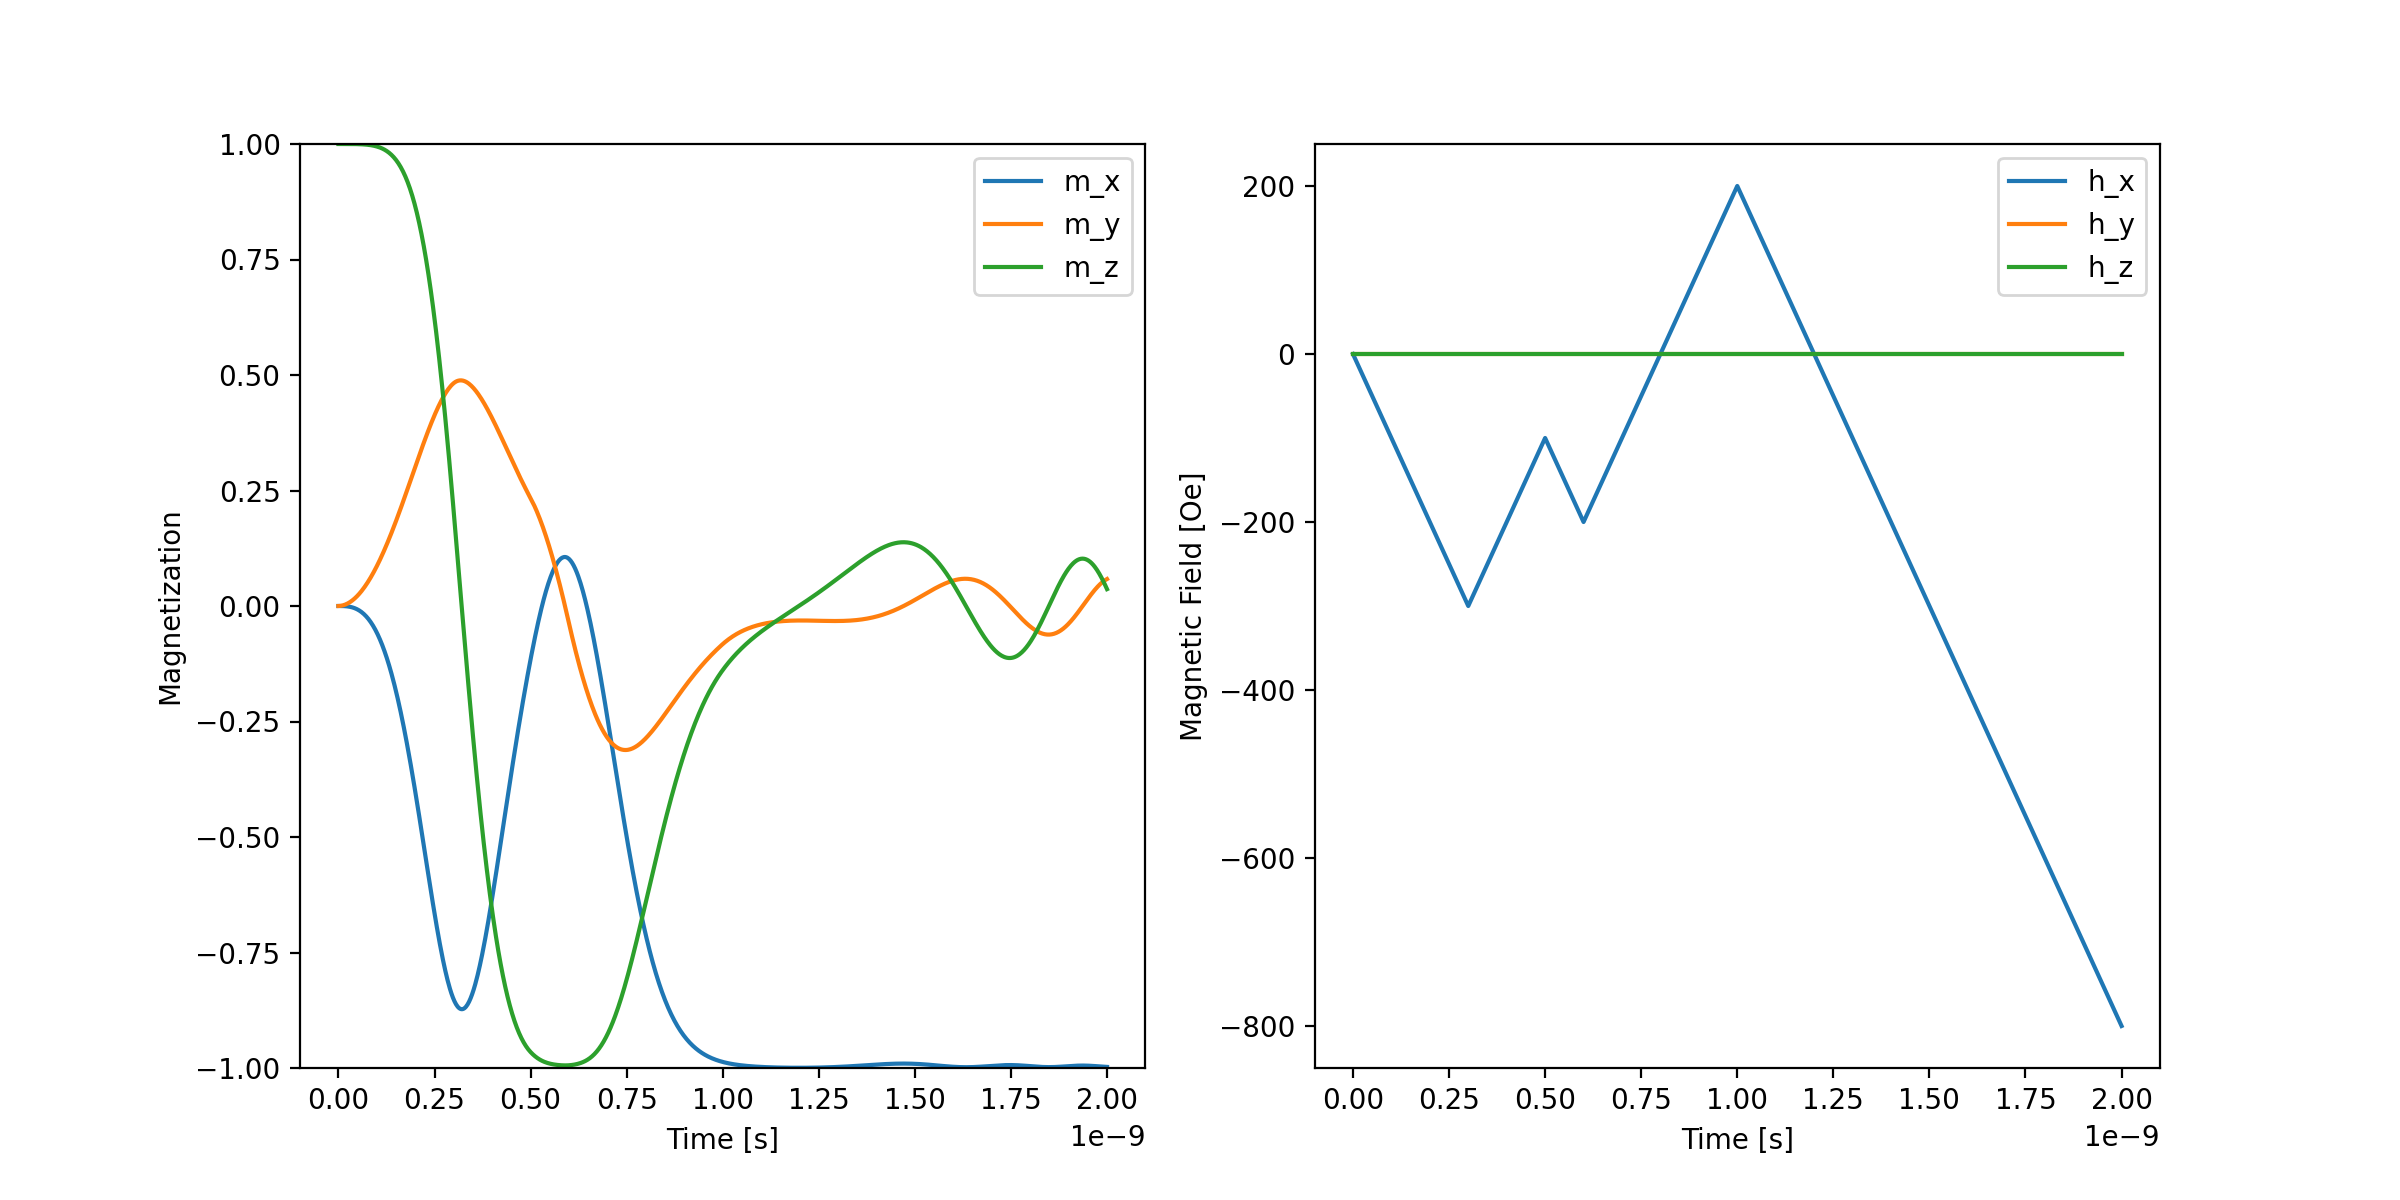 1.00
0.75
0.50
0.25
0.00
−0.25
−0.50
−0.75
−1.00
Magnetization
m_x
m_y
m_z
0.00 0.25 0.50 0.75 1.00 1.25 1.50 1.75 2.00
Time [s]
1e−9
200
0
−200
−400
−600
−800
Magnetic Field [Oe]
h_x
h_y
h_z
0.00 0.25 0.50 0.75 1.00 1.25 1.50 1.75 2.00
Time [s]
1e−9